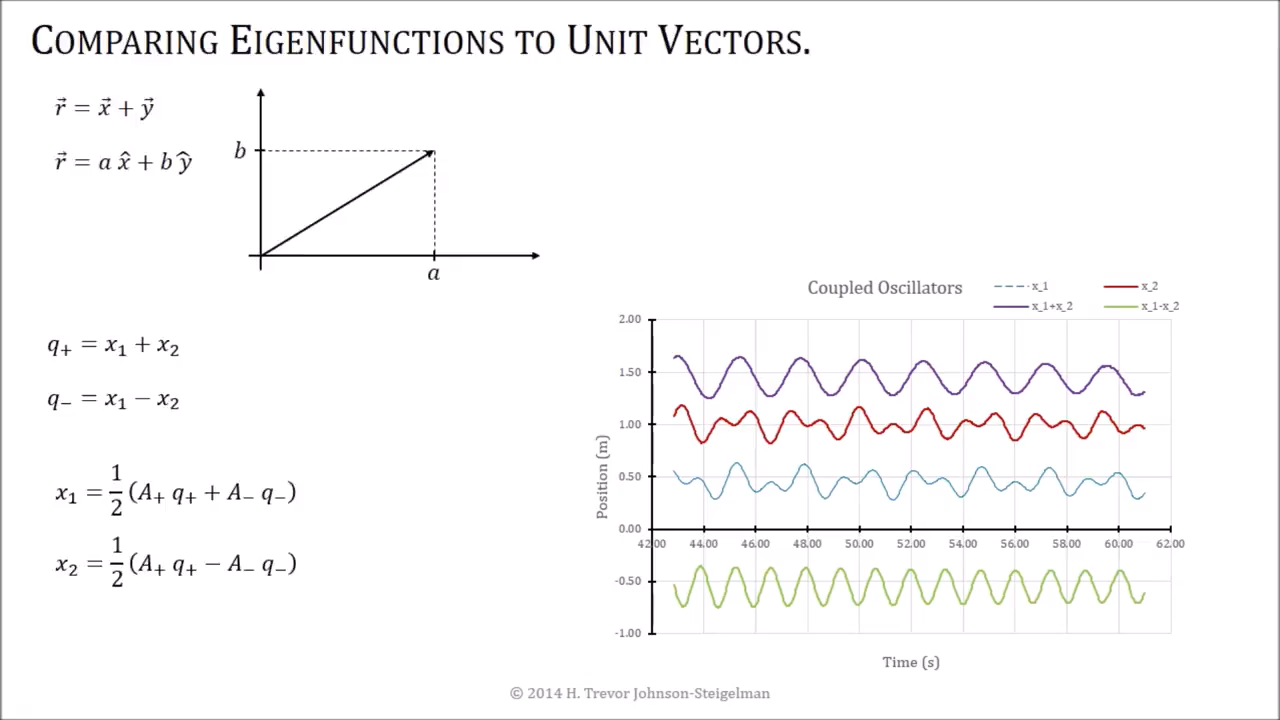 COMPARING EIGENFUNCTIONS TO UNIT VECTORS.
r⃗ = x⃗ + y⃗
r⃗ = a x̂ + b ŷ
b
a
q₊ = x₁ + x₂
q₋ = x₁ − x₂
x₁ = 1/2 (A₊ q₊ + A₋ q₋)
x₂ = 1/2 (A₊ q₊ − A₋ q₋)
Coupled Oscillators
x_1
x_2
x_1+x_2
x_1-x_2
2.00
1.50
1.00
0.50
0.00
-0.50
-1.00
Position (m)
42.00 44.00 46.00 48.00 50.00 52.00 54.00 56.00 58.00 60.00 62.00
Time (s)
© 2014 H. Trevor Johnson-Steigelman